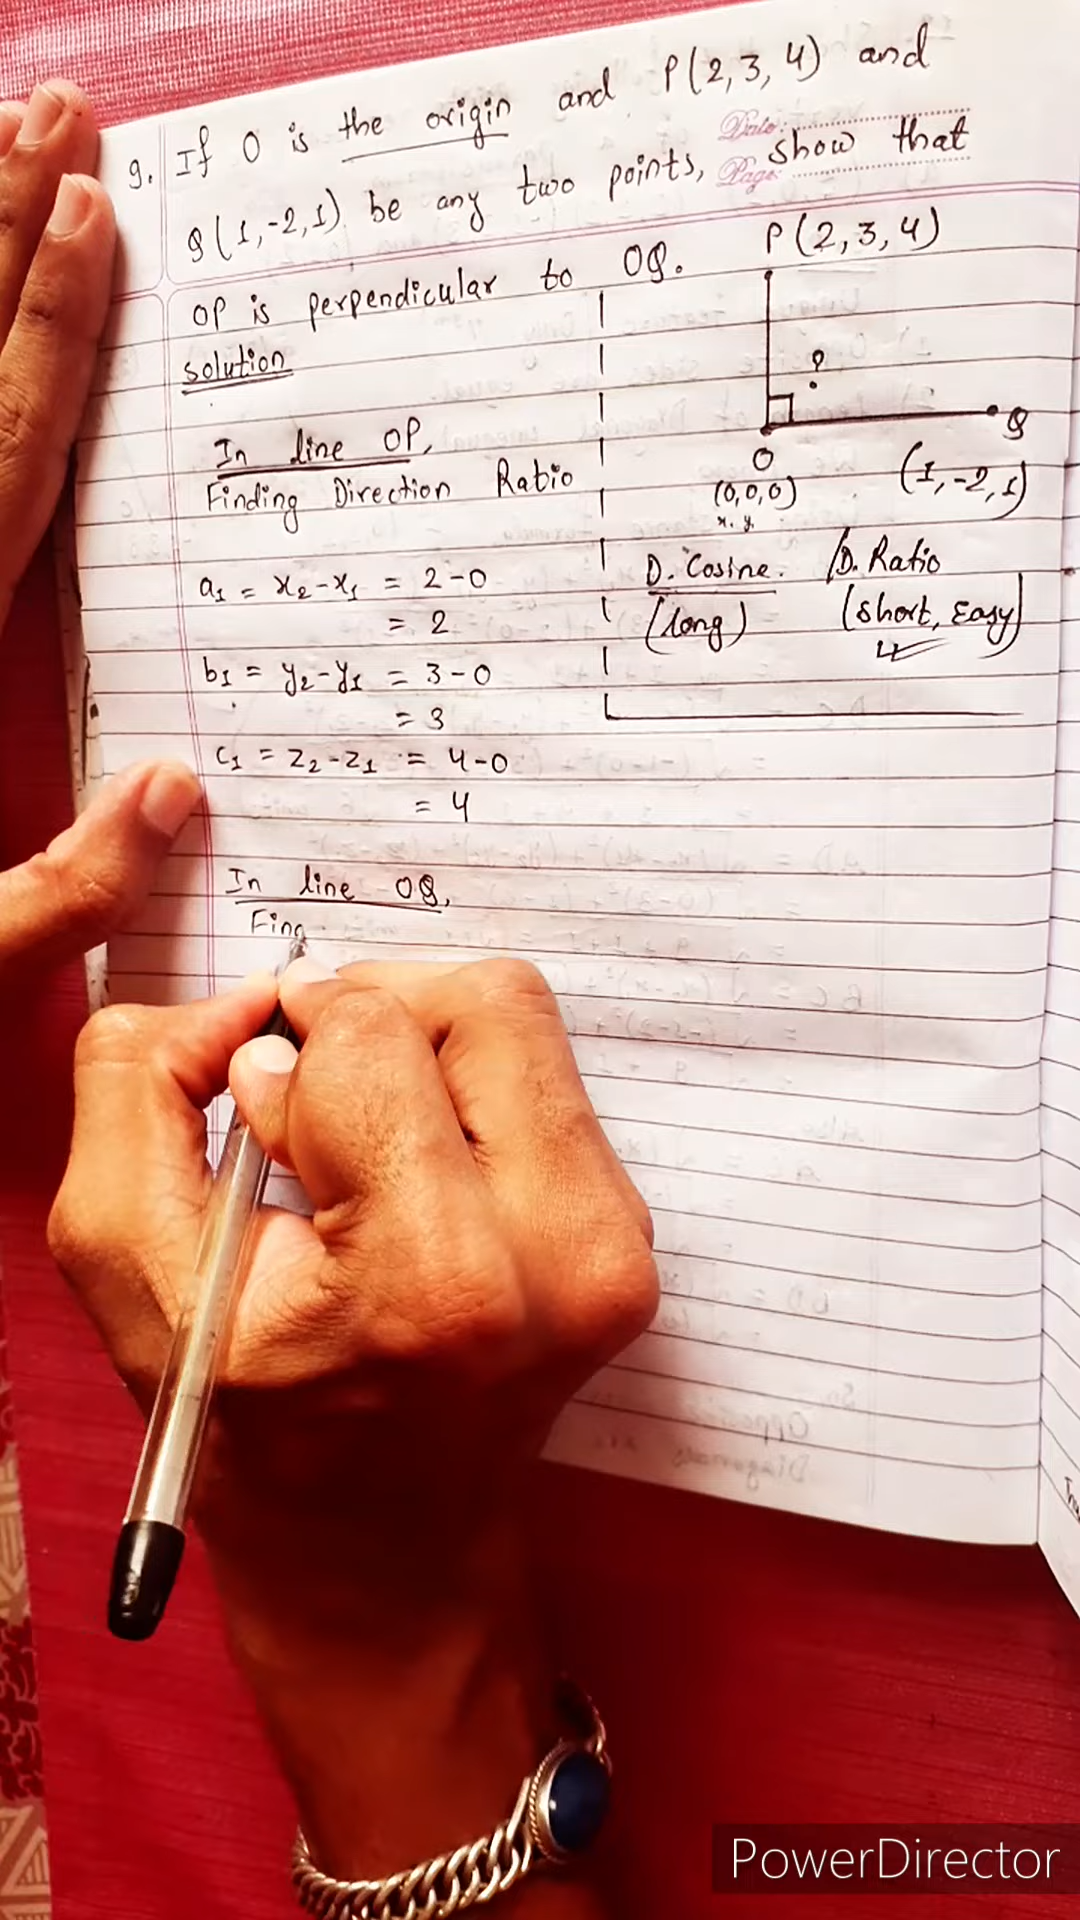 9. If O is the origin and P(2,3,4) and
Date:
Q(1,-2,1) be any two points, show that
Page:
OP is perpendicular to OQ.
P(2,3,4)
solution
?
Q
O
(0,0,0)
x. y.
(1,-2,1)
In line OP,
Finding Direction Ratio
D. Cosine. /D. Ratio
(long) (short, Easy)
a1 = x2-x1 = 2-0
= 2
b1 = y2-y1 = 3-0
= 3
c1 = z2-z1 = 4-0
= 4
In line OQ,
Find
PowerDirector